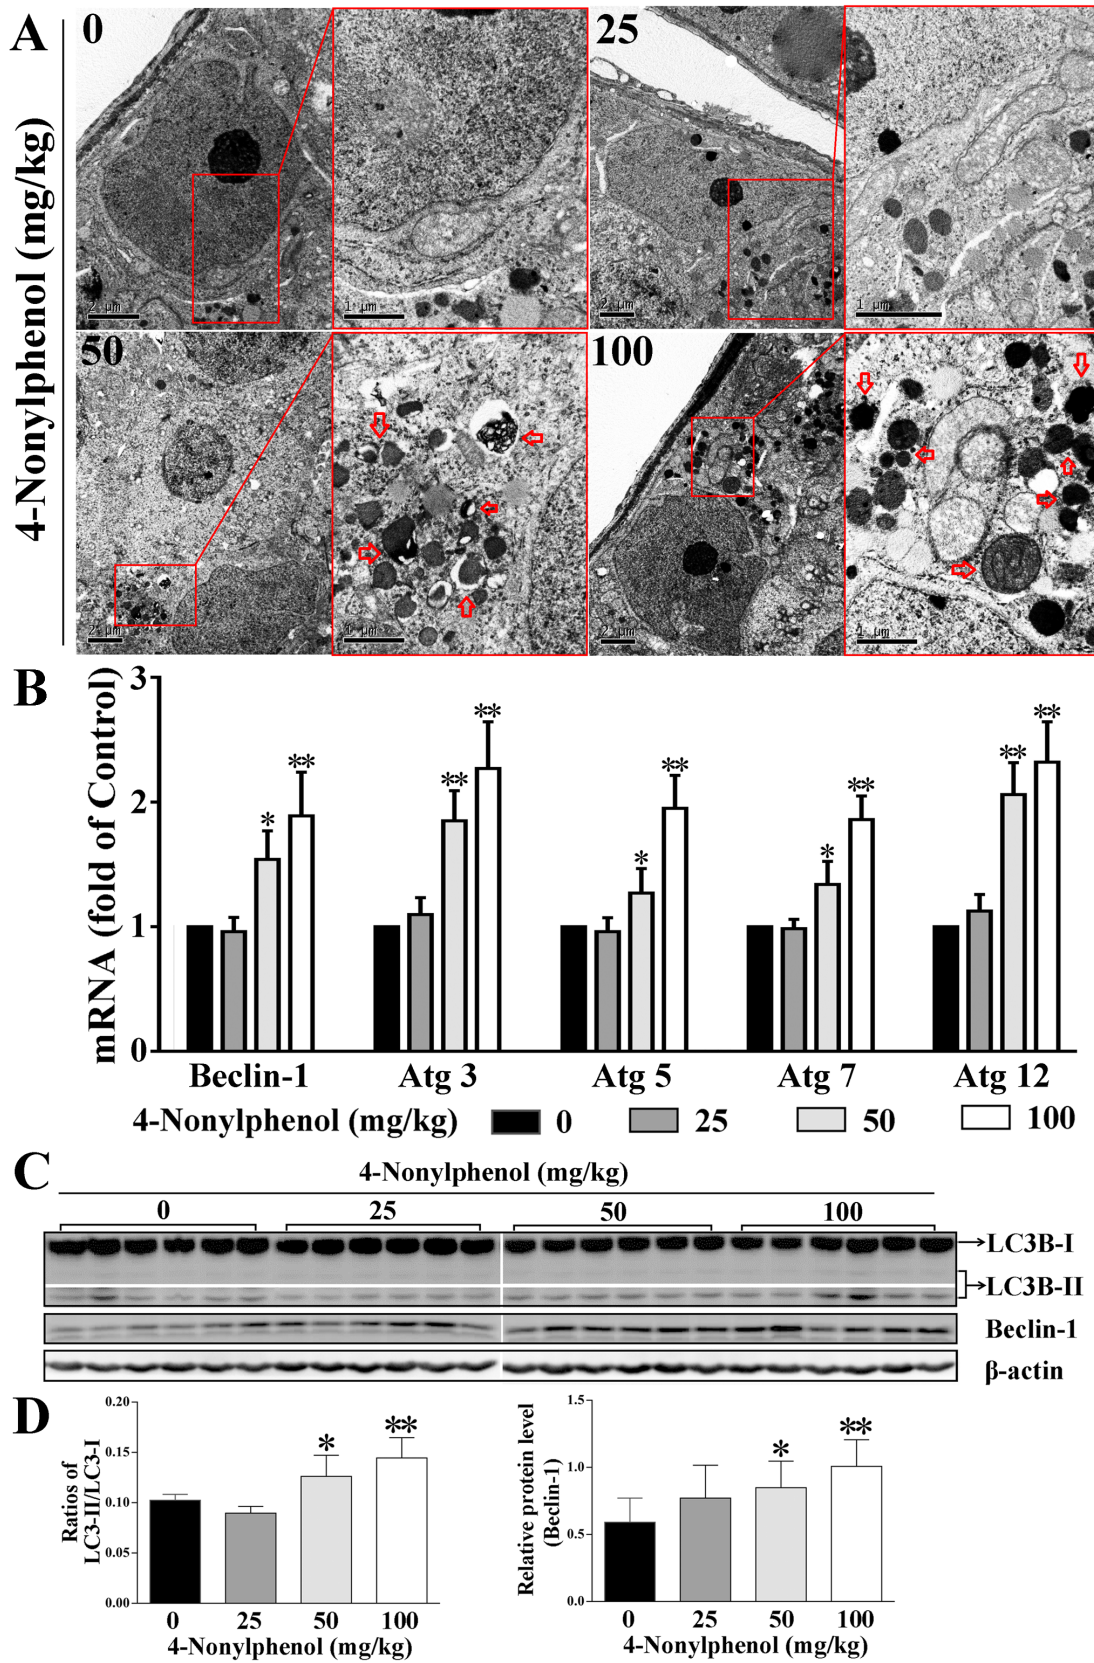 A
4-Nonylphenol (mg/kg)
0
25
2 μm
1 μm
2 μm
1 μm
50
100
2 μm
1 μm
2 μm
1 μm
B
mRNA (fold of Control)
3
2
1
0
*
**
**
**
*
**
*
**
**
**
Beclin-1
Atg 3
Atg 5
Atg 7
Atg 12
4-Nonylphenol (mg/kg)
0
25
50
100
C
4-Nonylphenol (mg/kg)
0
25
50
100
LC3B-I
LC3B-II
Beclin-1
β-actin
D
Ratios of
LC3-II/LC3-I
0.20
0.15
0.10
0.05
0.00
*
**
0
25
50
100
4-Nonylphenol (mg/kg)
Relative protein level
(Beclin-1)
1.5
1.0
0.5
0.0
*
**
0
25
50
100
4-Nonylphenol (mg/kg)